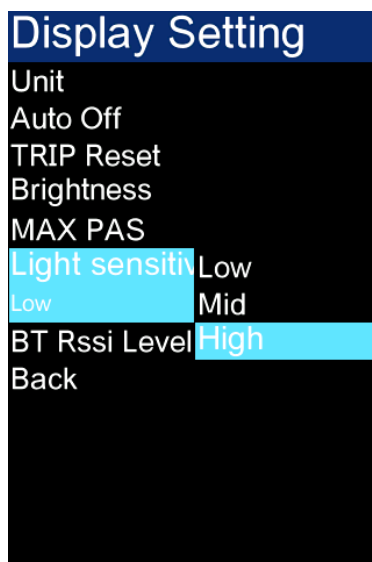 Display Setting
Unit
Auto Off
TRIP Reset
Brightness
MAX PAS
Light sensitiv
Low
BT Rssi Level
Back
Low
Mid
High